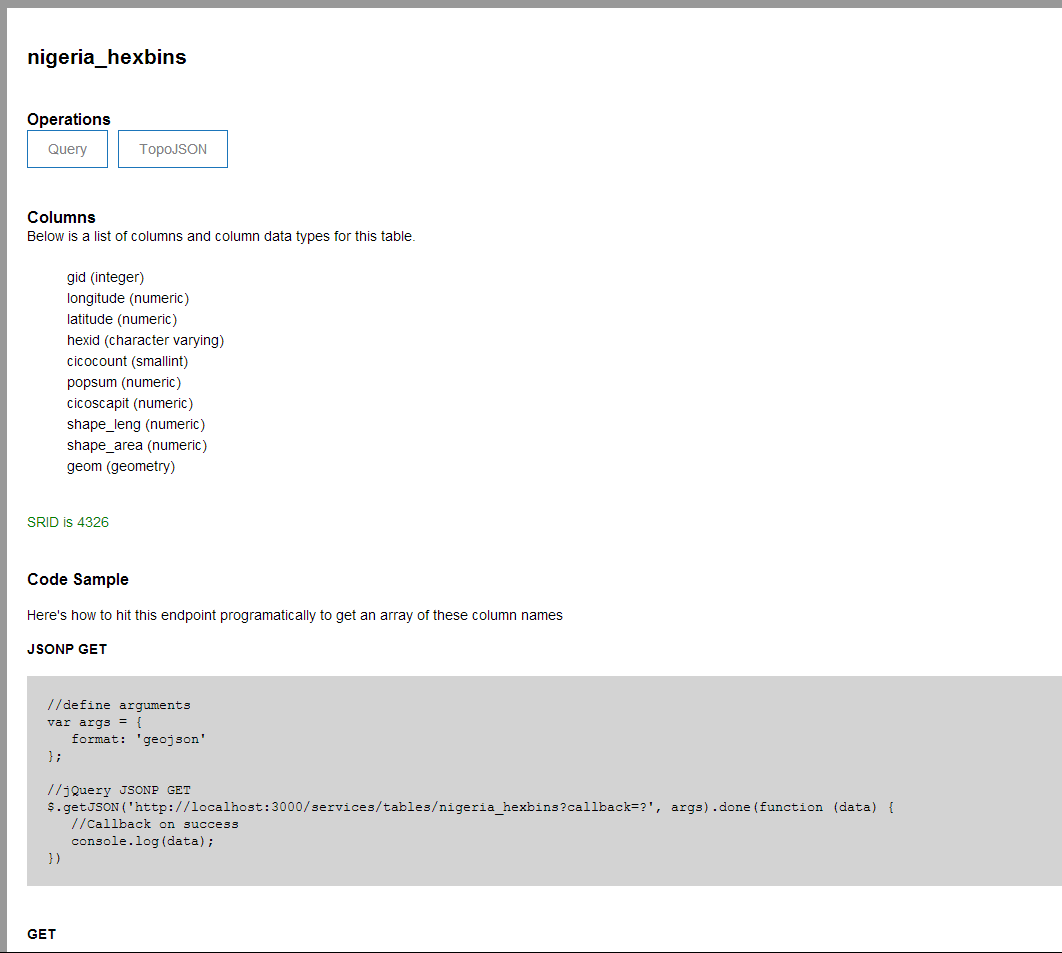 nigeria_hexbins
Operations
Query TopoJSON
Columns
Below is a list of columns and column data types for this table.
gid (integer)
longitude (numeric)
latitude (numeric)
hexid (character varying)
cicocount (smallint)
popsum (numeric)
cicoscapit (numeric)
shape_leng (numeric)
shape_area (numeric)
geom (geometry)
SRID is 4326
Code Sample
Here's how to hit this endpoint programatically to get an array of these column names
JSONP GET
//define arguments
var args = {
   format: 'geojson'
};
//jQuery JSONP GET
$.getJSON('http://localhost:3000/services/tables/nigeria_hexbins?callback=?', args).done(function (data) {
   //Callback on success
   console.log(data);
})
GET